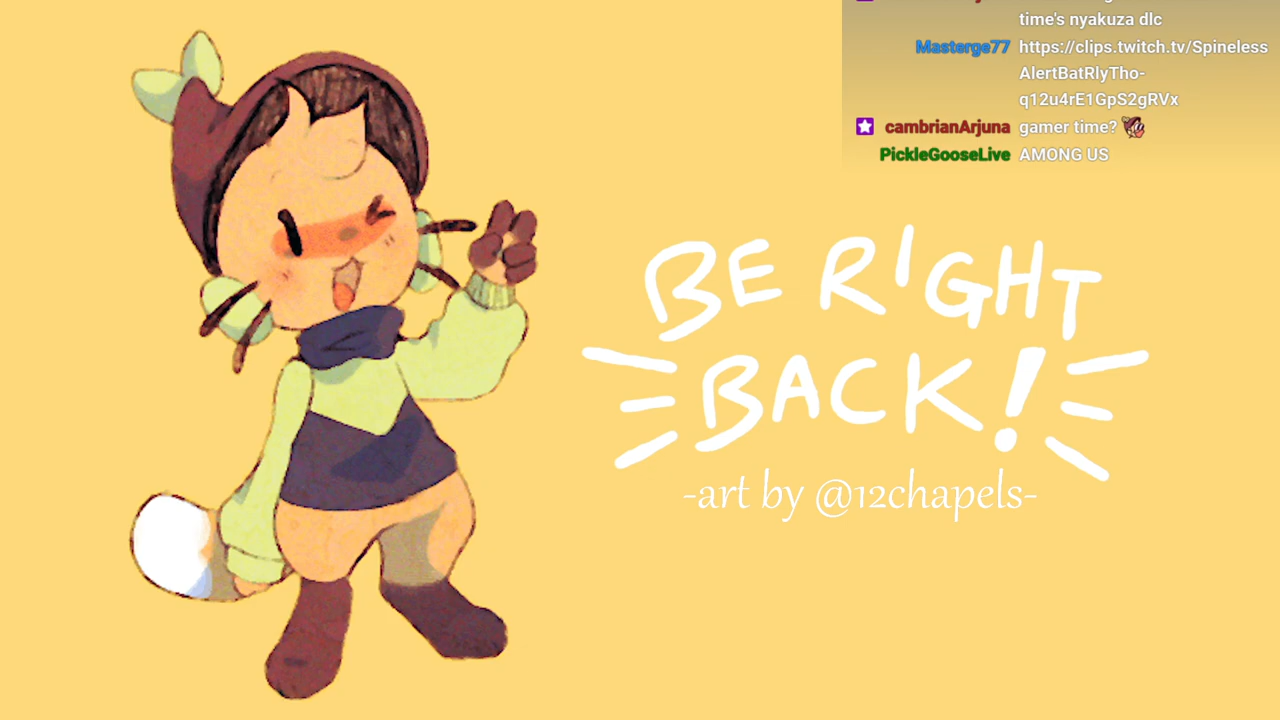 time's nyakuza dlc
Masterge77 https://clips.twitch.tv/Spineless
AlertBatRlyTho-
q12u4rE1GpS2gRVx
cambrianArjuna gamer time?
PickleGooseLive AMONG US
BE RIGHT
BACK!
-art by @12chapels-